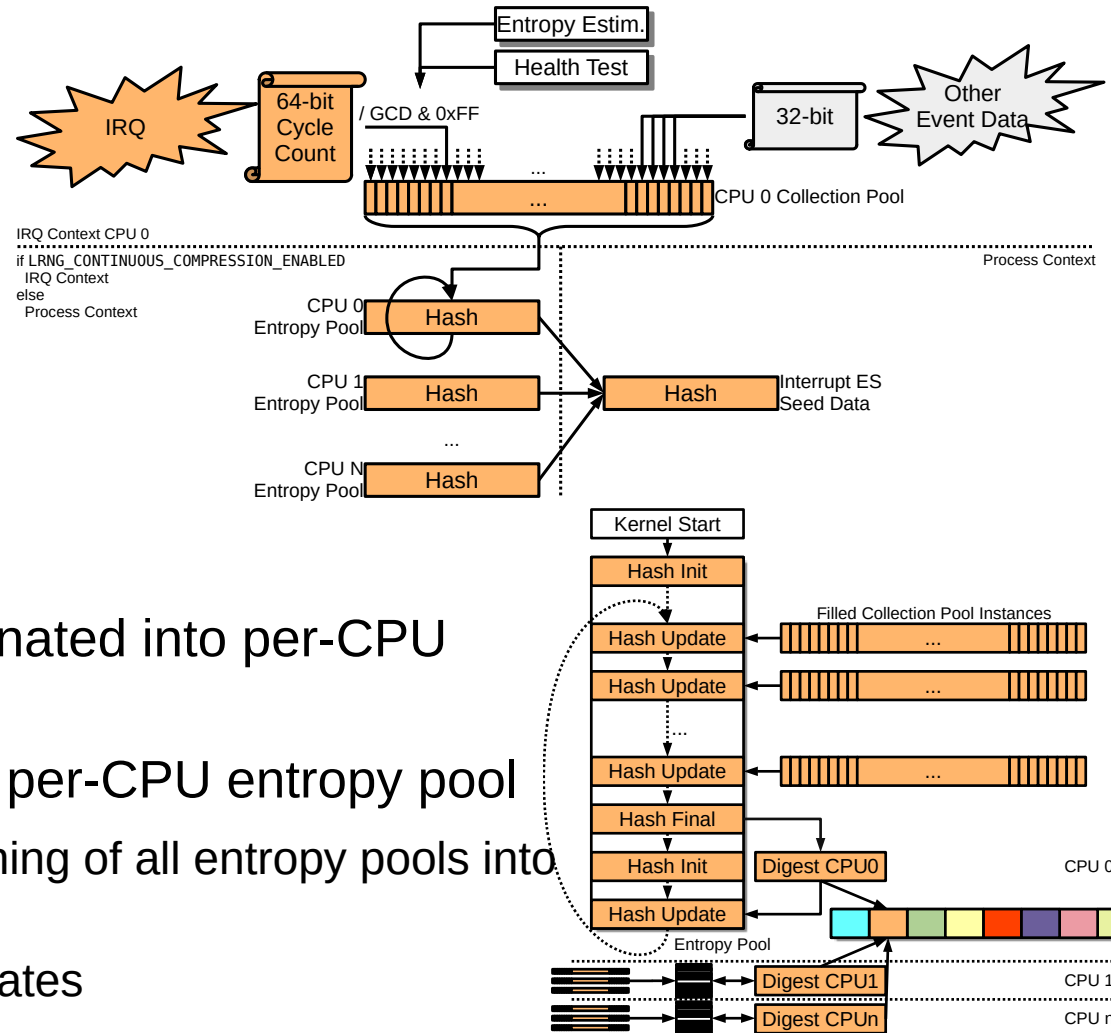 Entropy Estim.
Health Test
IRQ
64-bit
Cycle
Count
/ GCD & 0xFF
32-bit
Other
Event Data
...
...
CPU 0 Collection Pool
IRQ Context CPU 0
if LRNG_CONTINUOUS_COMPRESSION_ENABLED
IRQ Context
else
Process Context
Process Context
CPU 0
Entropy Pool
Hash
CPU 1
Entropy Pool
Hash
Hash
Interrupt ES
Seed Data
...
CPU N
Entropy Pool
Hash
Kernel Start
Hash Init
Filled Collection Pool Instances
nated into per-CPU
Hash Update
...
Hash Update
...
...
per-CPU entropy pool
Hash Update
...
Hash Final
ning of all entropy pools into
Hash Init
Digest CPU0
CPU 0
Hash Update
Entropy Pool
ates
Digest CPU1
CPU 1
Digest CPUn
CPU n